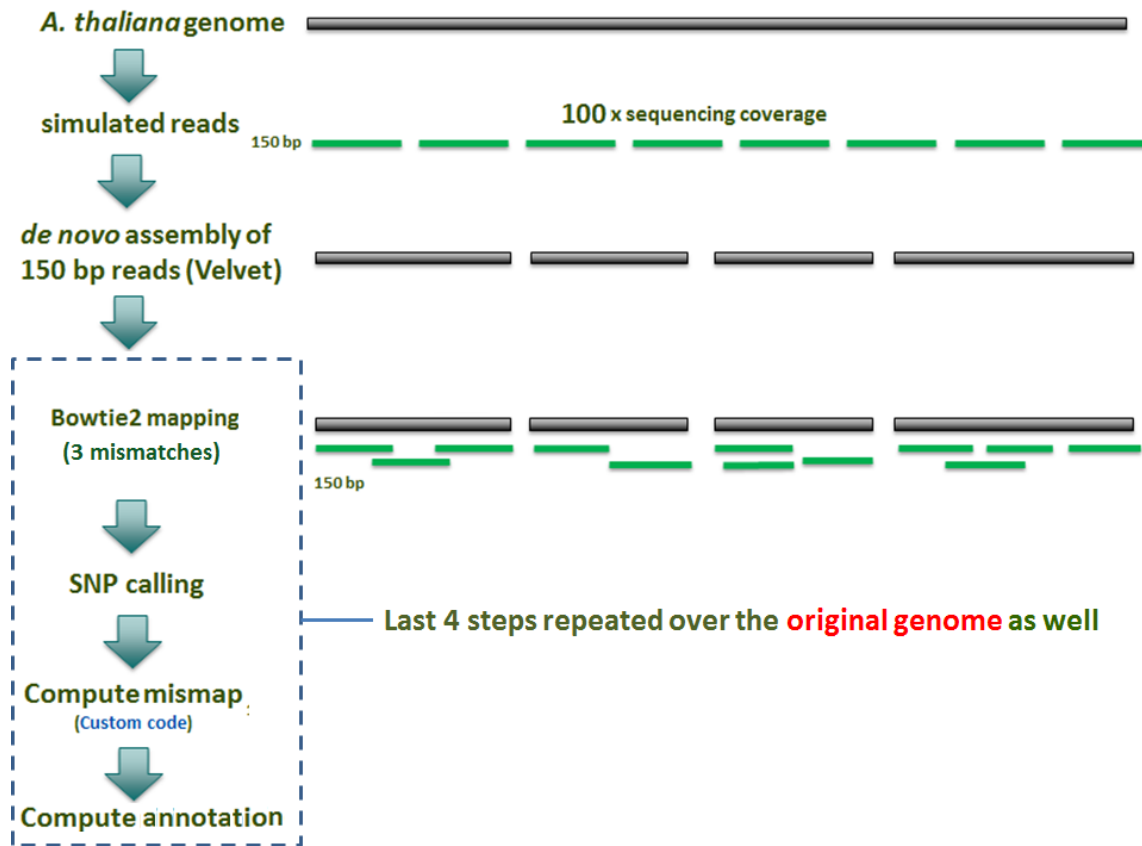 A. thaliana genome
simulated reads
100 x sequencing coverage
150 bp
de novo assembly of
150 bp reads (Velvet)
Bowtie2 mapping
(3 mismatches)
150 bp
SNP calling
Last 4 steps repeated over the original genome as well
Compute mismap :
(Custom code)
Compute annotation